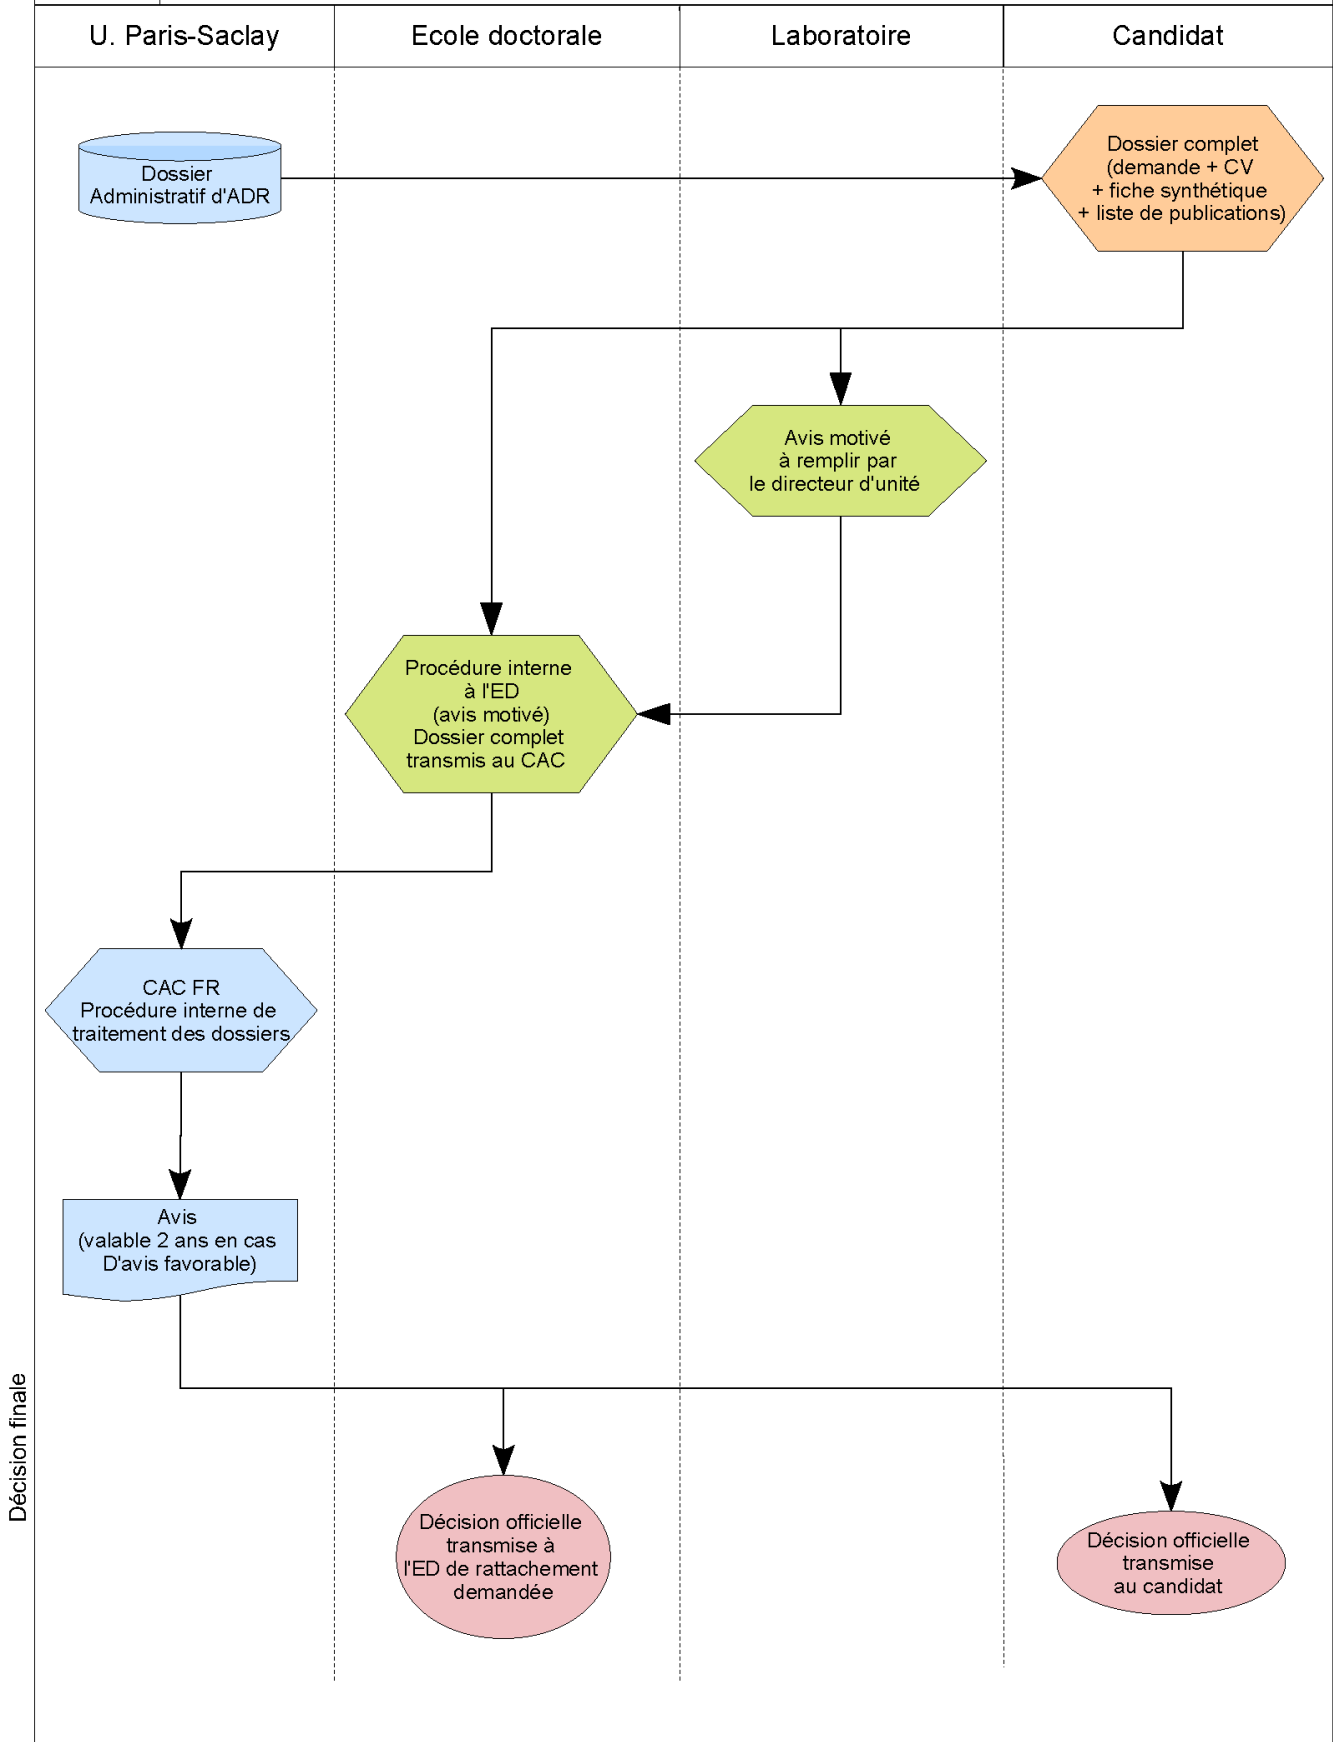 U. Paris-Saclay
Ecole doctorale
Laboratoire
Candidat
Dossier
Administratif d'ADR
Dossier complet
(demande + CV
+ fiche synthétique
+ liste de publications)
Avis motivé
à remplir par
le directeur d'unité
Procédure interne
à l'ED
(avis motivé)
Dossier complet
transmis au CAC
CAC FR
Procédure interne de
traitement des dossiers
Avis
(valable 2 ans en cas
D'avis favorable)
Décision finale
Décision officielle
transmise à
l'ED de rattachement
demandée
Décision officielle
transmise
au candidat